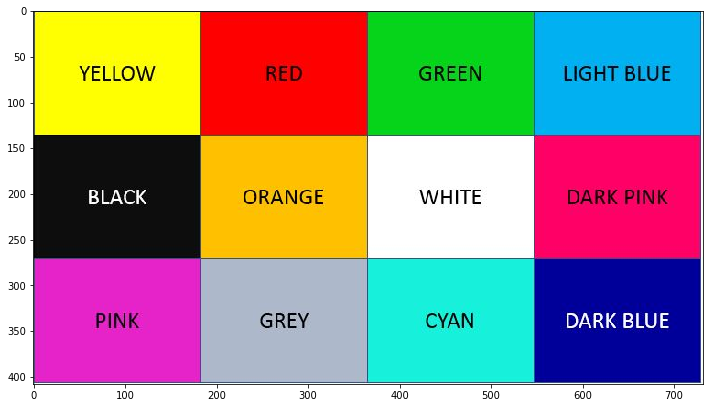 0
50
100
150
200
250
300
350
400
YELLOW RED GREEN LIGHT BLUE
BLACK ORANGE WHITE DARK PINK
PINK GREY CYAN DARK BLUE
0 100 200 300 400 500 600 700